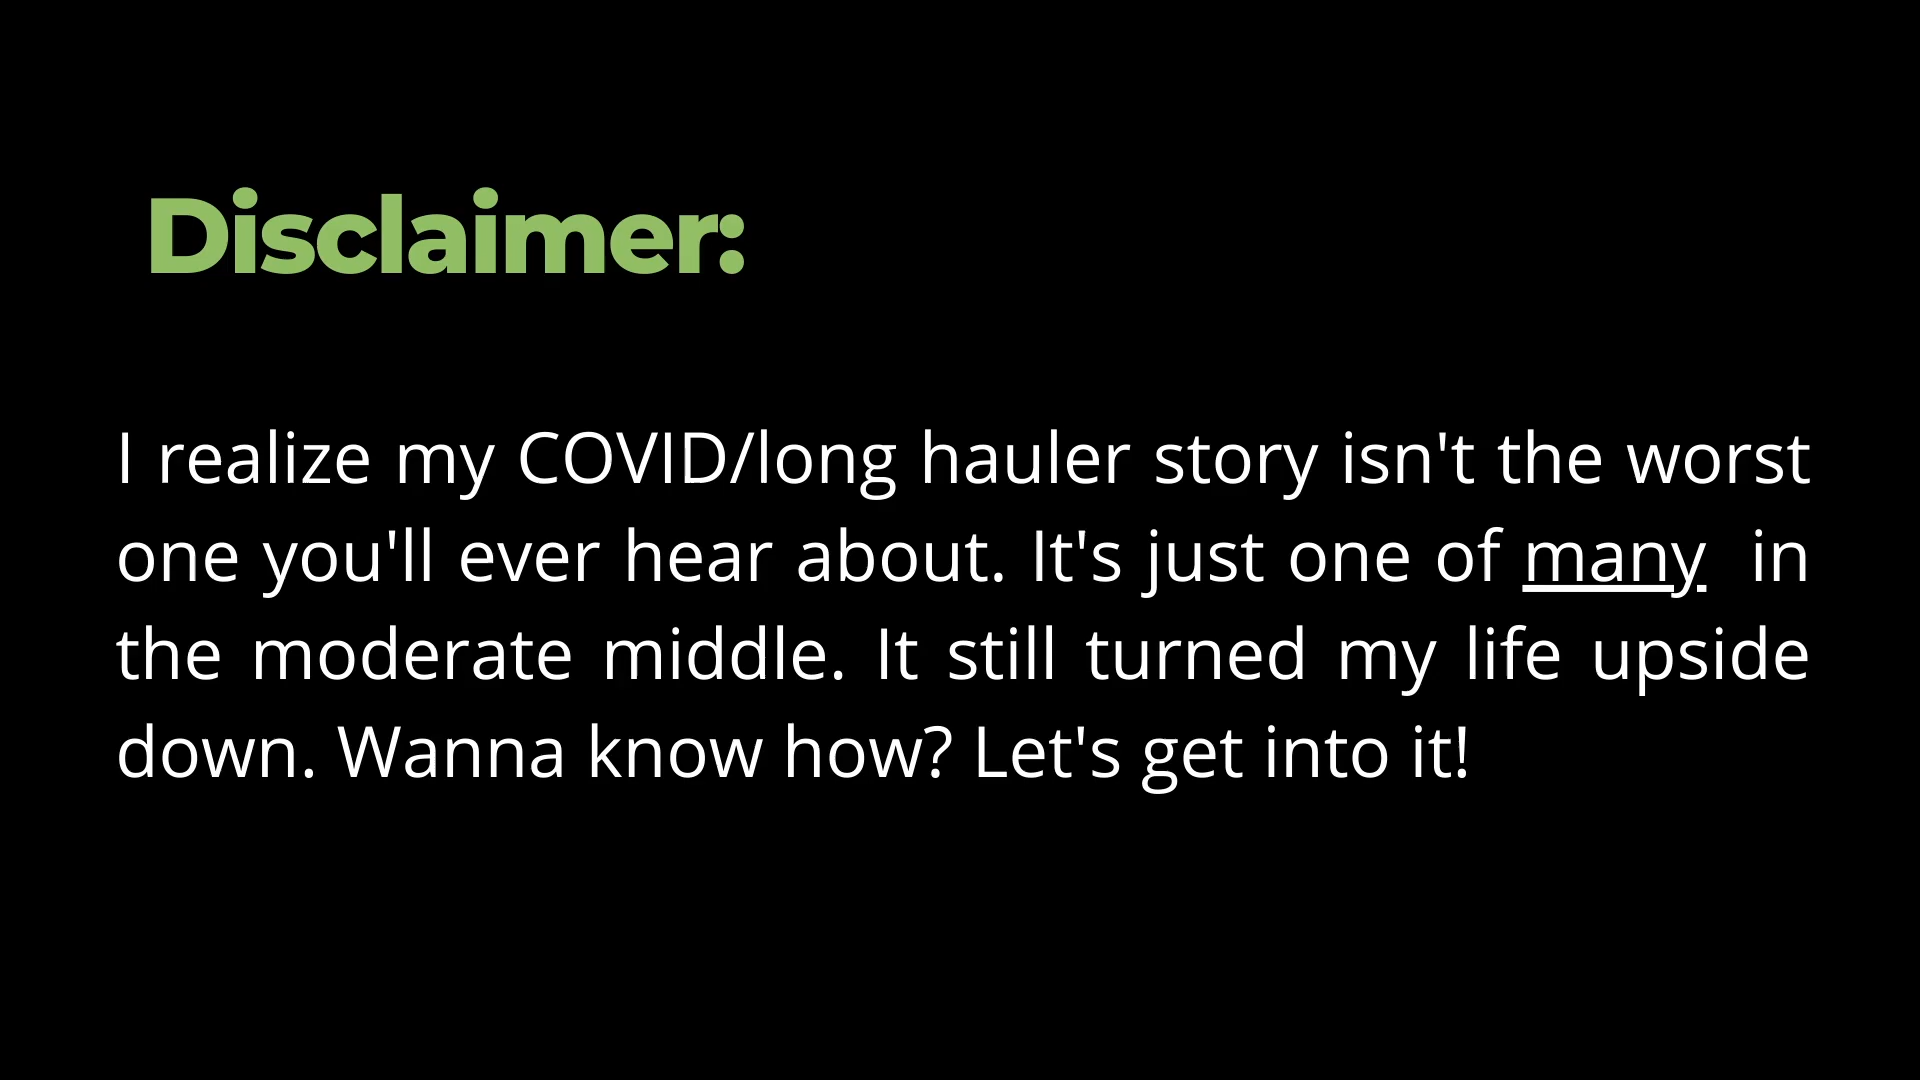 Disclaimer:
I realize my COVID/long hauler story isn't the worst
one you'll ever hear about. It's just one of many in
the moderate middle. It still turned my life upside
down. Wanna know how? Let's get into it!